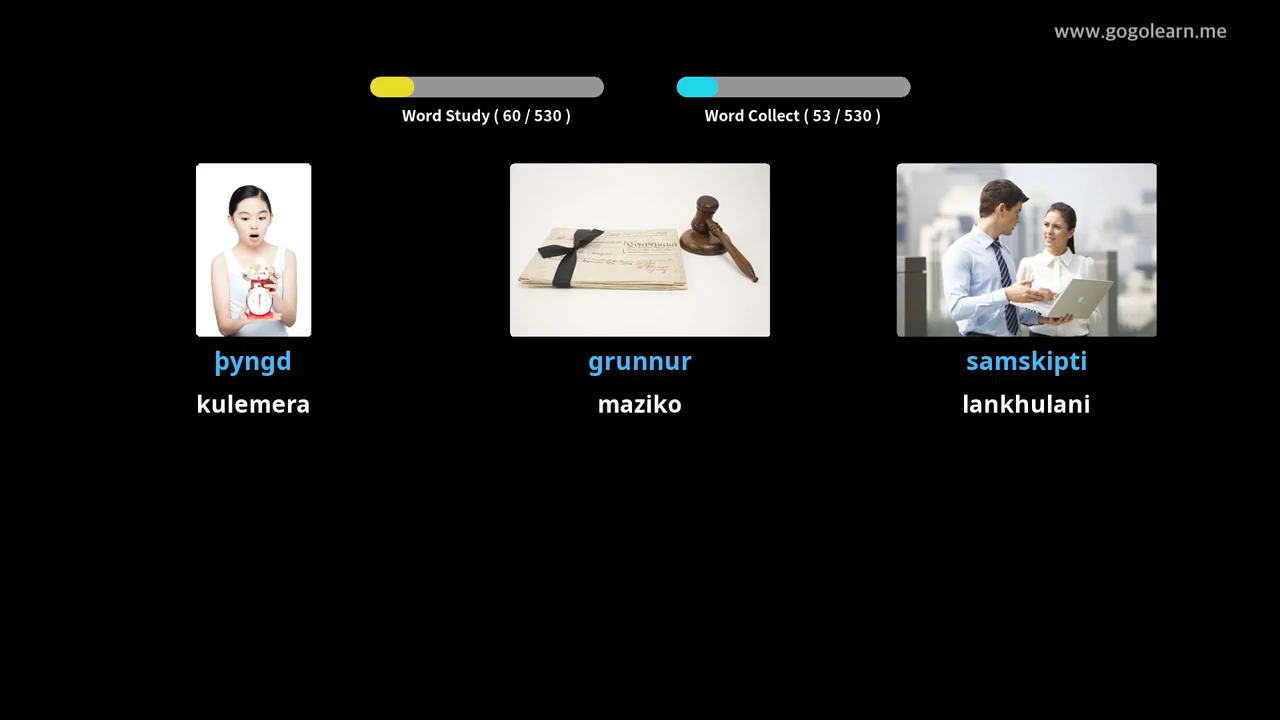 www.gogolearn.me
Word Study ( 60 / 530 )
Word Collect ( 53 / 530 )
þyngd
grunnur
samskipti
kulemera
maziko
lankhulani